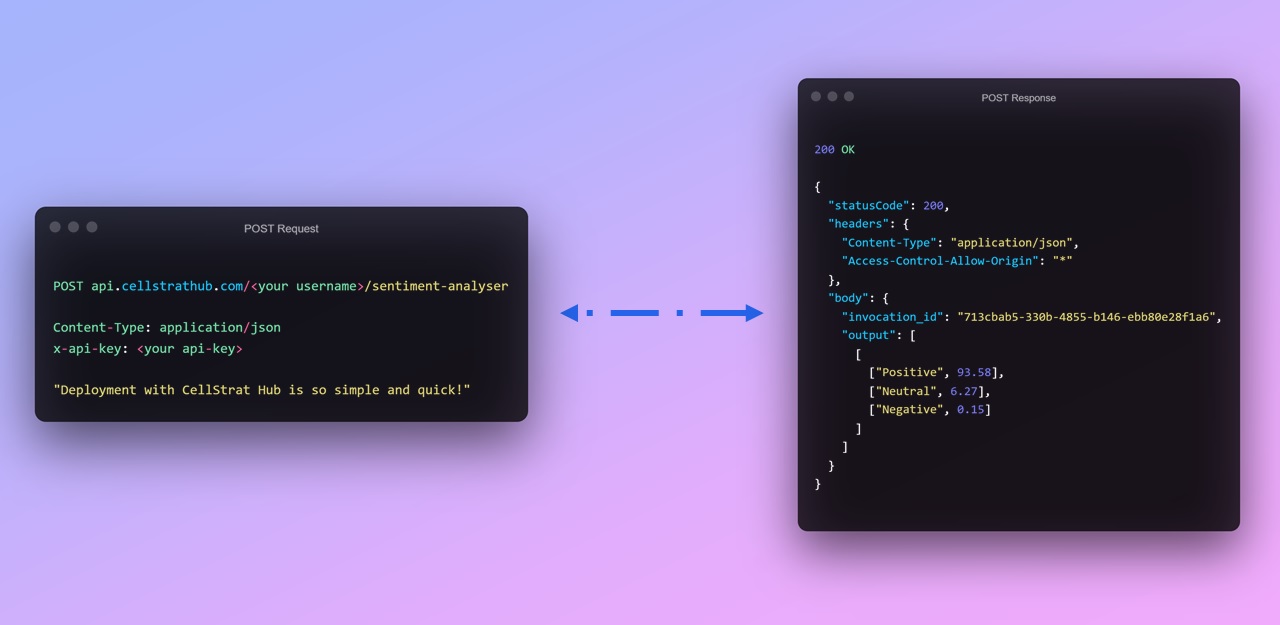 POST Request
POST api.cellstrathub.com/<your username>/sentiment-analyser
Content-Type: application/json
x-api-key: <your api-key>
"Deployment with CellStrat Hub is so simple and quick!"
POST Response
200 OK
{
"statusCode": 200,
"headers": {
"Content-Type": "application/json",
"Access-Control-Allow-Origin": "*"
},
"body": {
"invocation_id": "713cbab5-330b-4855-b146-ebb80e28f1a6",
"output": [
[
["Positive", 93.58],
["Neutral", 6.27],
["Negative", 0.15]
]
]
}
}